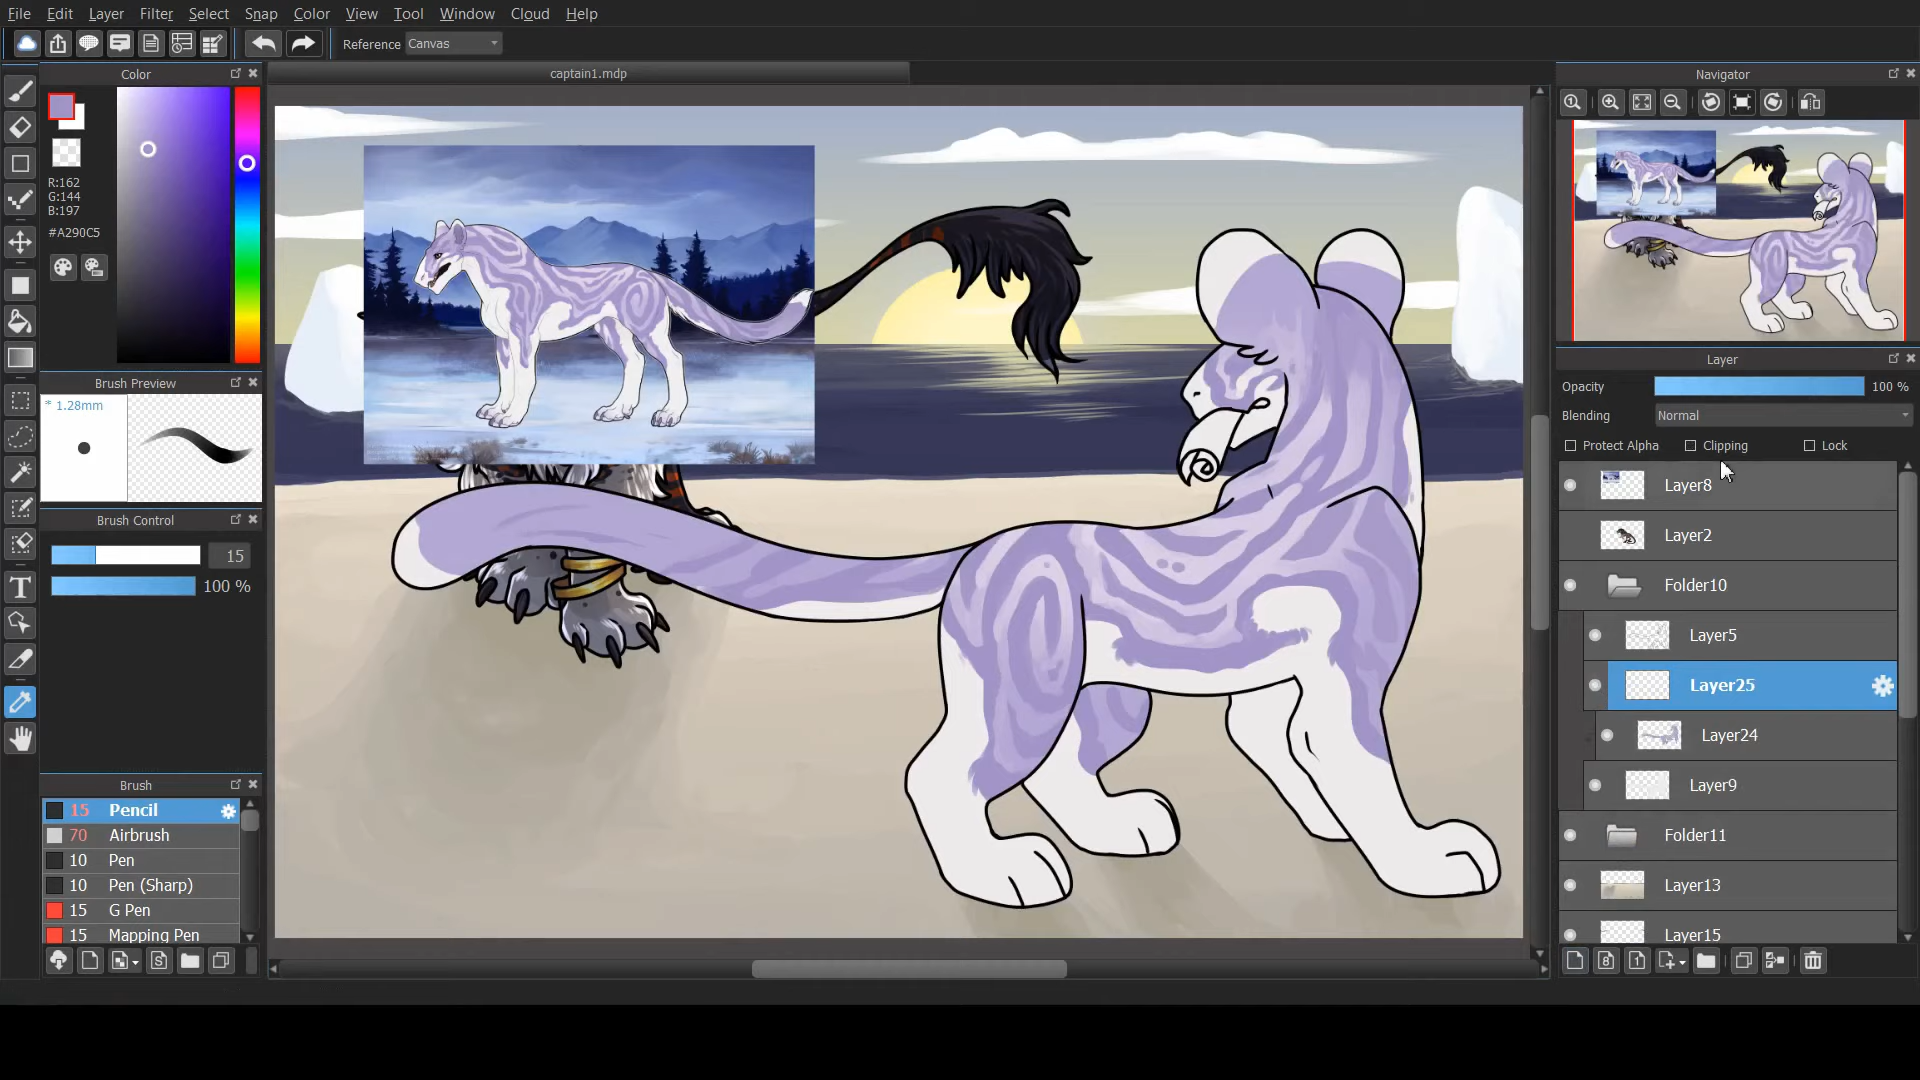 File Edit Layer Filter Select Snap Color View Tool Window Cloud Help
Reference Canvas
Color
captain1.mdp
Navigator
R:162
G:144
B:197
#A290C5
Brush Preview
* 1.28mm
Brush Control
15
100 %
Brush
15 Pencil
70 Airbrush
10 Pen
10 Pen (Sharp)
15 G Pen
15 Mapping Pen
Layer
Opacity 100 %
Blending Normal
Protect Alpha Clipping Lock
Layer8
Layer2
Folder10
Layer5
Layer25
Layer24
Layer9
Folder11
Layer13
Layer15